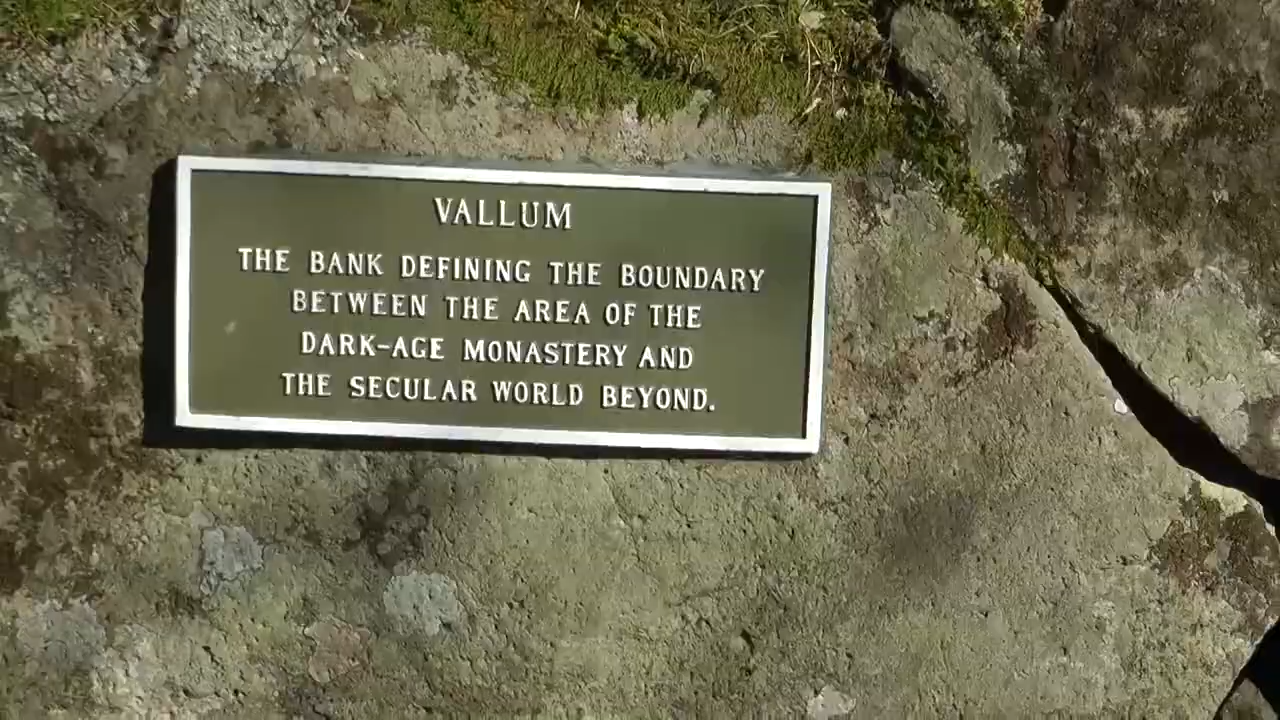 VALLUM
THE BANK DEFINING THE BOUNDARY
BETWEEN THE AREA OF THE
DARK-AGE MONASTERY AND
THE SECULAR WORLD BEYOND.